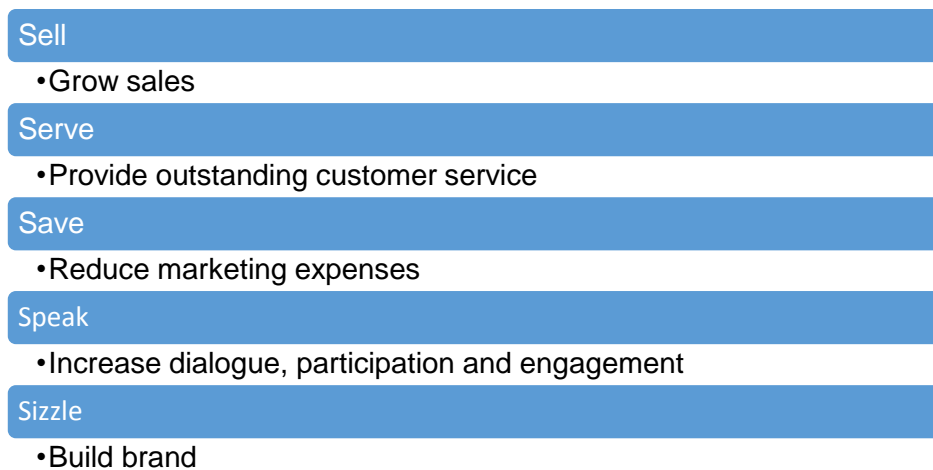 Sell
•Grow sales
Serve
•Provide outstanding customer service
Save
•Reduce marketing expenses
Speak
•Increase dialogue, participation and engagement
Sizzle
•Build brand